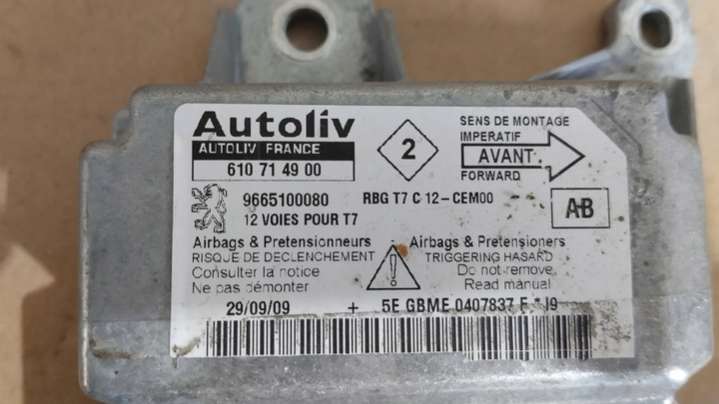 Autoliv
AUTOLIV FRANCE
610 71 49 00
2
SENS DE MONTAGE
IMPERATIF
AVANT
FORWARD
9665100080
RBG T7 C 12-CEM00
12 VOIES POUR T7
AB
Airbags & Pretensionneurs
RISQUE DE DECLENCHEMENT
Consulter la notice
Ne pas démonter
Airbags & Pretensioners
TRIGGERING HASARD
Do not remove.
Read manual
29/09/09 + 5E GBME 0407837 F * J9